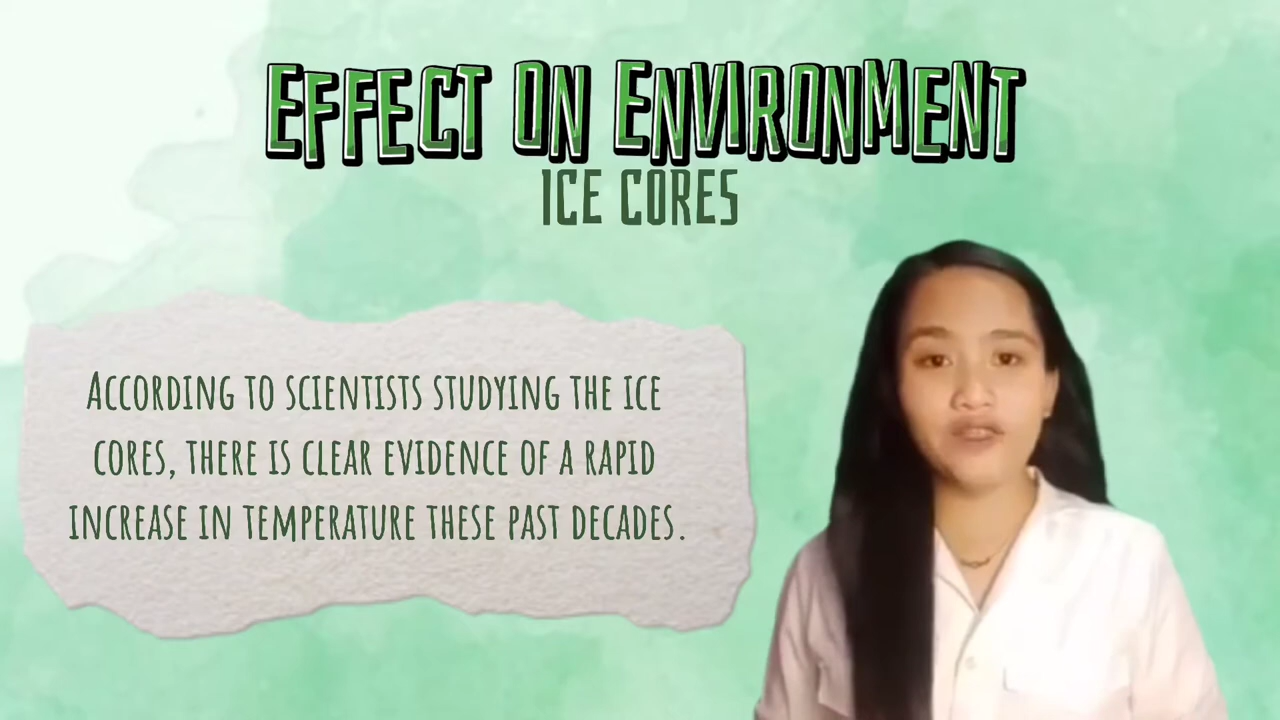 EFFECT ON ENVIRONMENT
ICE CORES
ACCORDING TO SCIENTISTS STUDYING THE ICE
CORES, THERE IS CLEAR EVIDENCE OF A RAPID
INCREASE IN TEMPERATURE THESE PAST DECADES.